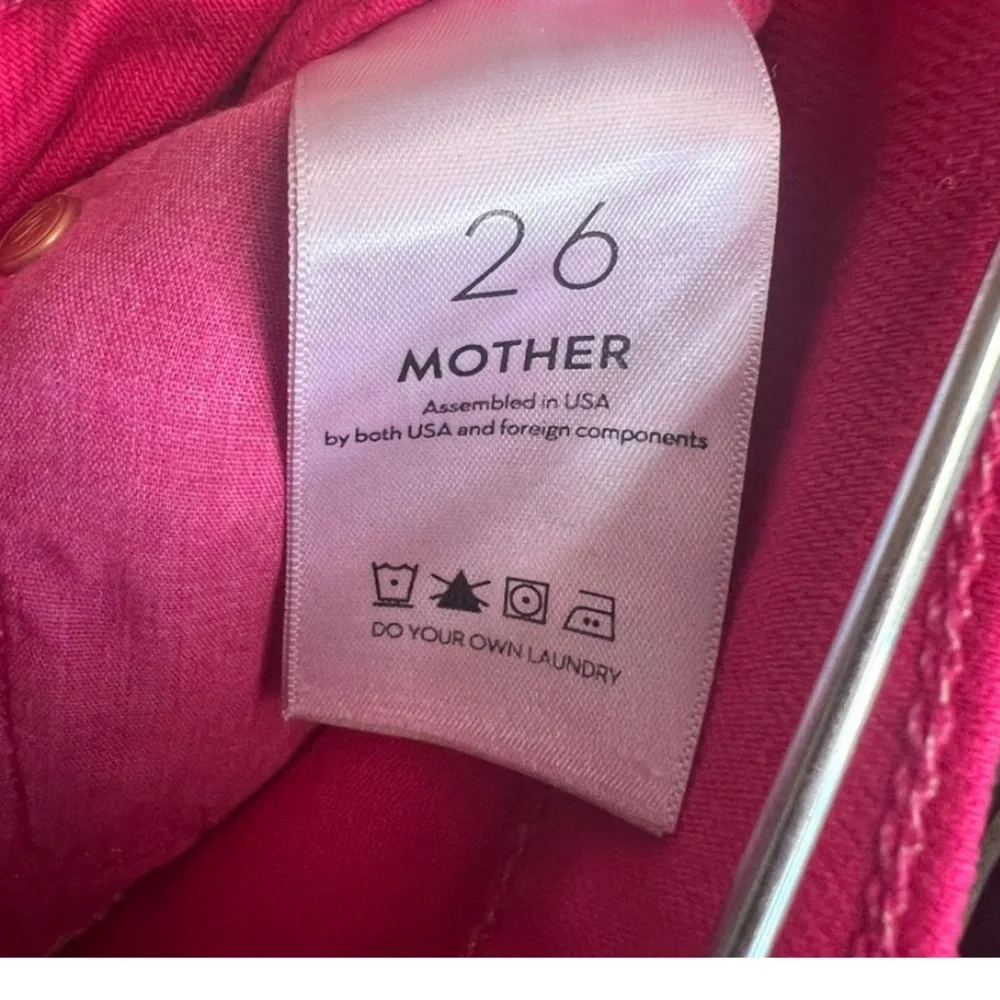 26
MOTHER
Assembled in USA
by both USA and foreign components
DO YOUR OWN LAUNDRY